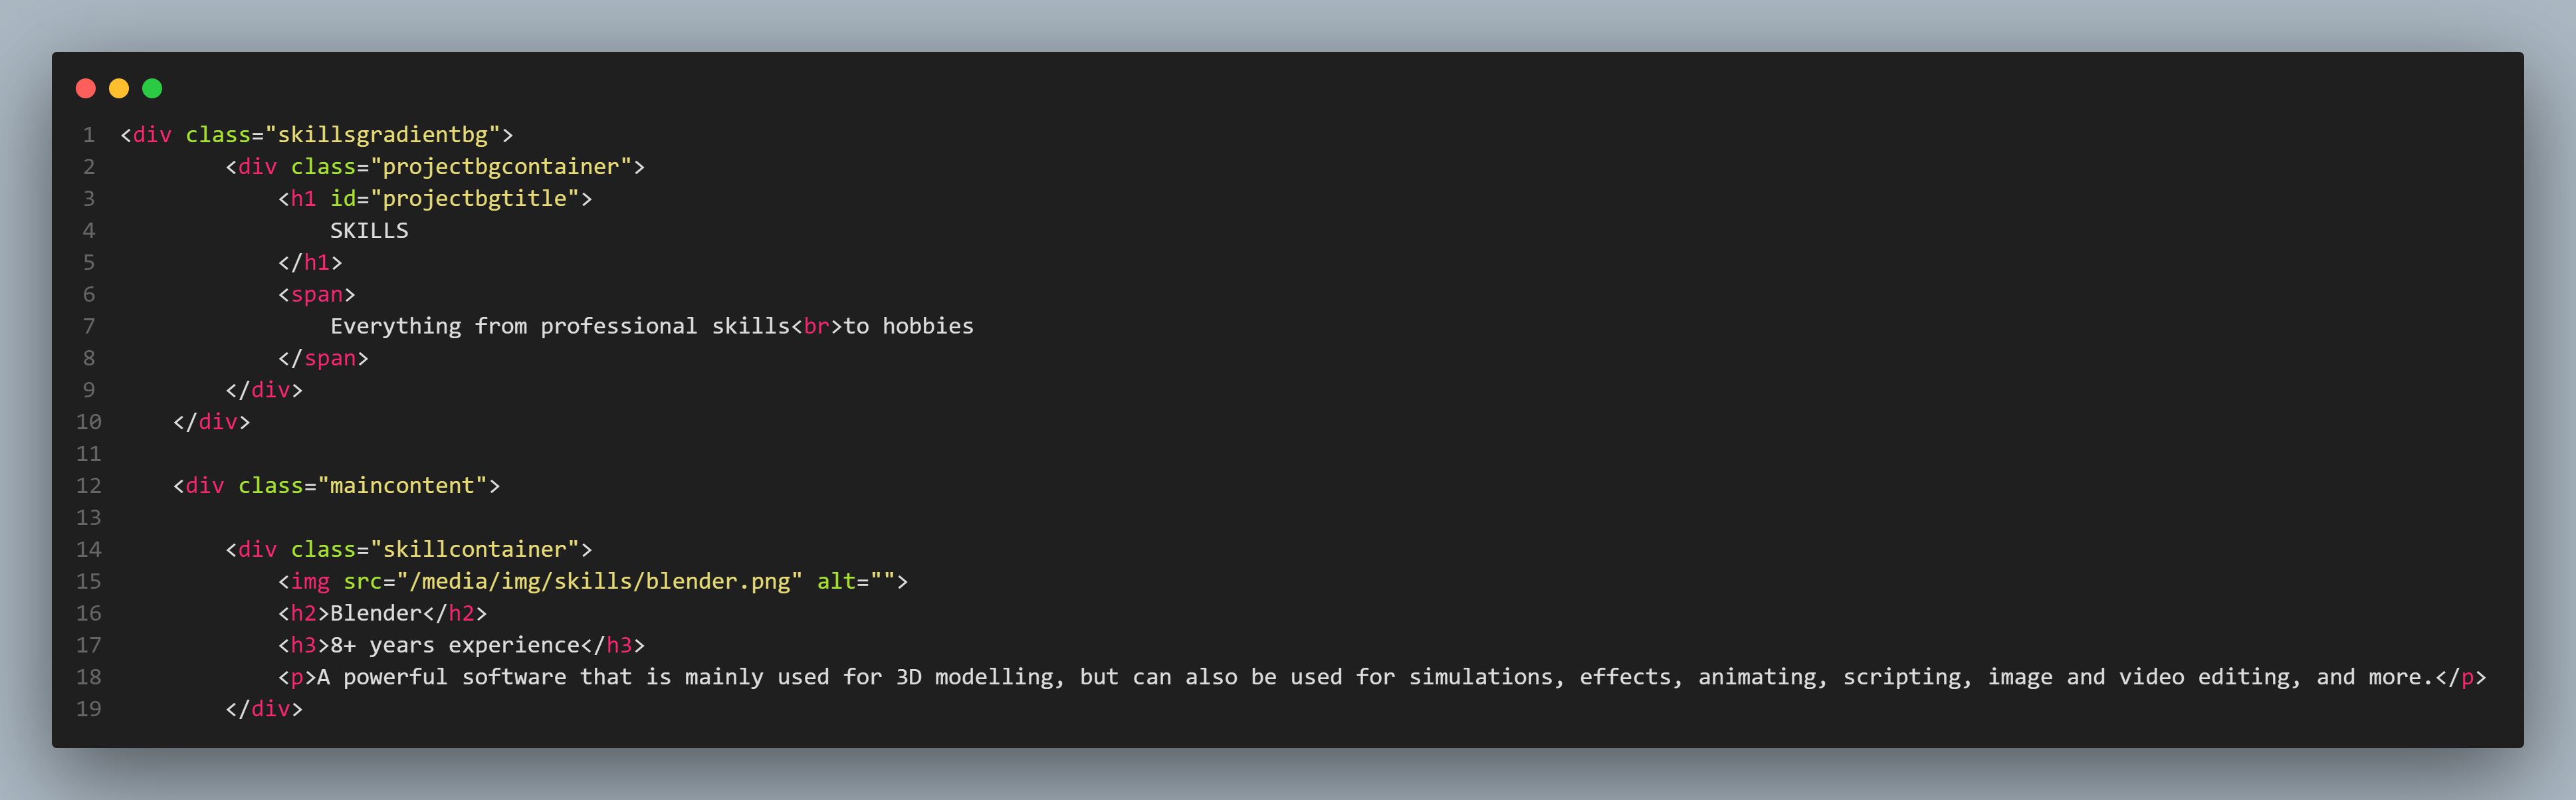 1 <div class="skillsgradientbg">
2         <div class="projectbgcontainer">
3             <h1 id="projectbgtitle">
4                 SKILLS
5             </h1>
6             <span>
7                 Everything from professional skills<br>to hobbies
8             </span>
9         </div>
10     </div>
11
12     <div class="maincontent">
13
14         <div class="skillcontainer">
15             <img src="/media/img/skills/blender.png" alt="">
16             <h2>Blender</h2>
17             <h3>8+ years experience</h3>
18             <p>A powerful software that is mainly used for 3D modelling, but can also be used for simulations, effects, animating, scripting, image and video editing, and more.</p>
19         </div>